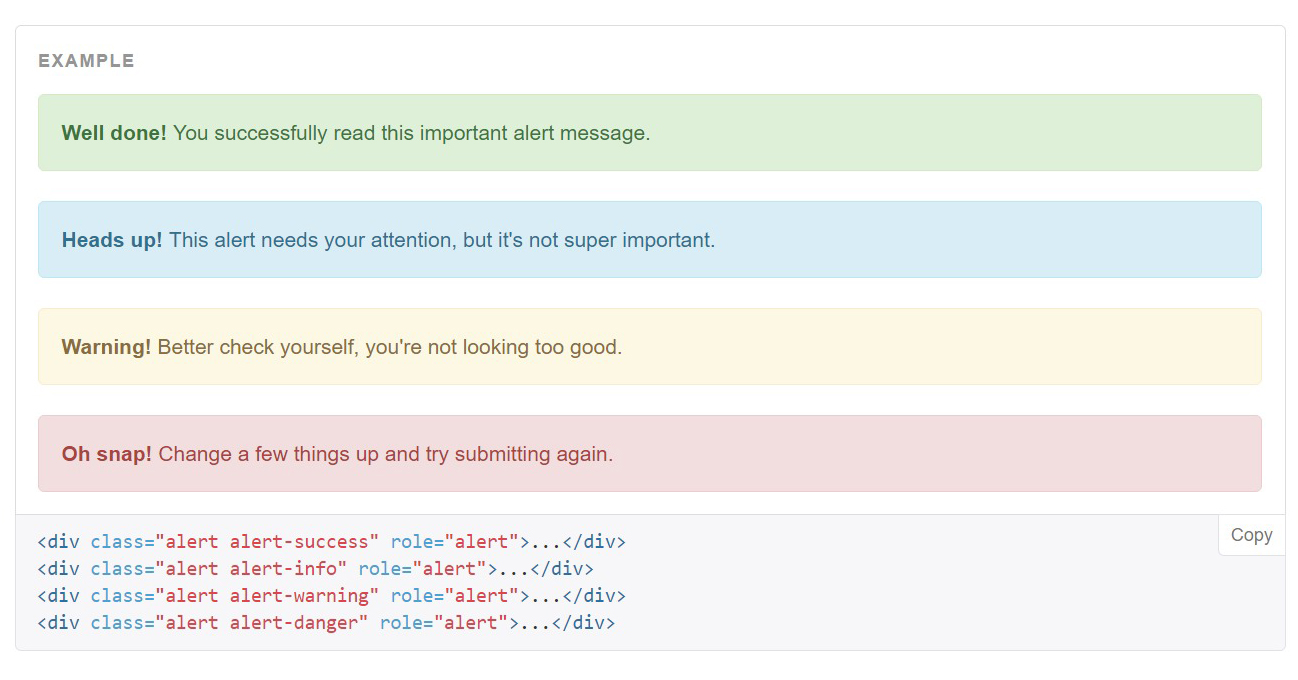 EXAMPLE
Well done! You successfully read this important alert message.
Heads up! This alert needs your attention, but it's not super important.
Warning! Better check yourself, you're not looking too good.
Oh snap! Change a few things up and try submitting again.
Copy
<div class="alert alert-success" role="alert">...</div>
<div class="alert alert-info" role="alert">...</div>
<div class="alert alert-warning" role="alert">...</div>
<div class="alert alert-danger" role="alert">...</div>